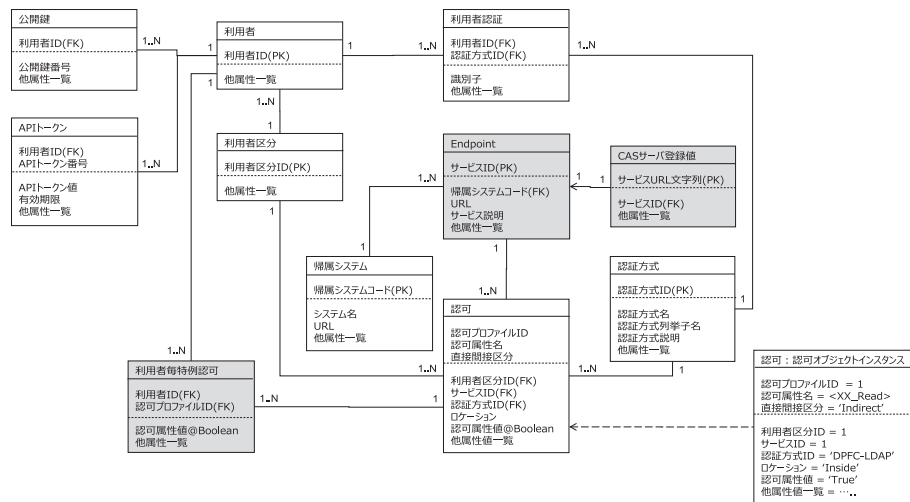 公開鍵
利用者ID(FK)
公開鍵番号
他属性一覧
1..N
1
利用者
利用者ID(PK)
他属性一覧
1
1
1..N
利用者認証
利用者ID(FK)
認証方式ID(FK)
識別子
他属性一覧
1..N
1..N
APIトークン
利用者ID(FK)
APIトークン番号
APIトークン値
有効期限
他属性一覧
1..N
1
利用者区分
利用者区分ID(PK)
他属性一覧
1
Endpoint
サービスID(PK)
帰属システムコード(FK)
URL
サービス説明
他属性一覧
1..N
1
1
1
CASサーバ登録値
サービスURL文字列(PK)
サービスID(FK)
他属性一覧
1
帰属システム
帰属システムコード(PK)
システム名
URL
他属性一覧
1..N
認可
認可プロファイルID
認可属性名
直接間接区分
利用者区分ID(FK)
サービスID(FK)
認証方式ID(FK)
ロケーション
認可属性値@Boolean
他属性値一覧
1..N
1
1..N
1
認証方式
認証方式ID(PK)
認証方式名
認証方式列挙子名
認証方式説明
他属性一覧
1
1..N
利用者毎特例認可
利用者ID(FK)
認可プロファイルID(FK)
認可属性値@Boolean
他属性一覧
1..N
認可：認可オブジェクトインスタンス
認可プロファイルID = 1
認可属性名 = <XX_Read>
直接間接区分 = 'Indirect'
利用者区分ID = 1
サービスID = 1
認証方式ID = 'DPFC-LDAP'
ロケーション = 'Inside'
認可属性値 = 'True'
他属性値一覧 = …..